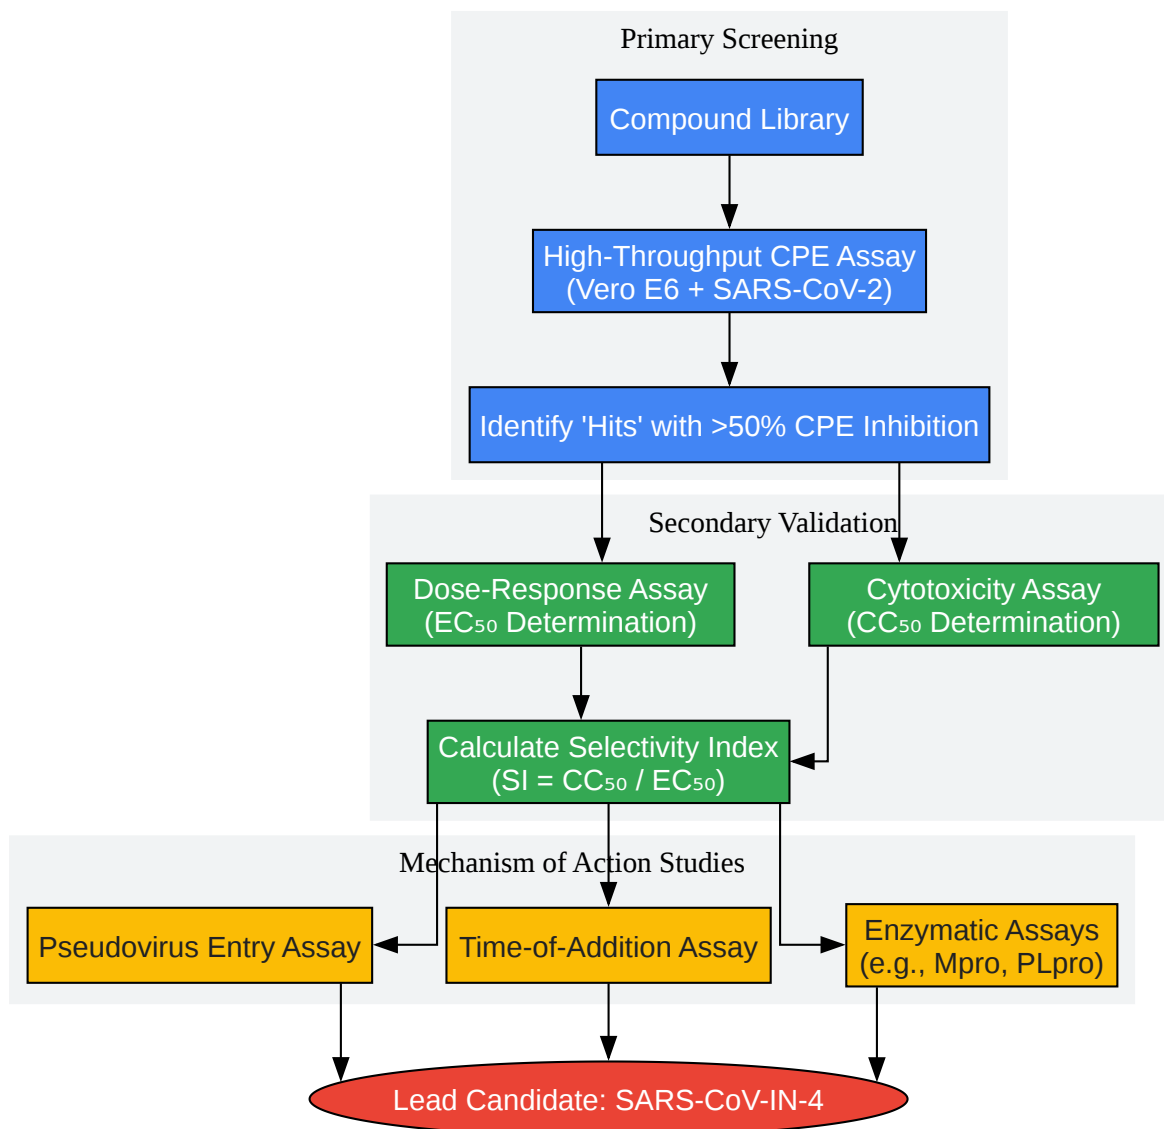 Primary Screening
Compound Library
High-Throughput CPE Assay
(Vero E6 + SARS-CoV-2)
Identify 'Hits' with >50% CPE Inhibition
Secondary Validation
Dose-Response Assay
(EC₅₀ Determination)
Cytotoxicity Assay
(CC₅₀ Determination)
Calculate Selectivity Index
(SI = CC₅₀ / EC₅₀)
Mechanism of Action Studies
Pseudovirus Entry Assay
Time-of-Addition Assay
Enzymatic Assays
(e.g., Mpro, PLpro)
Lead Candidate: SARS-CoV-IN-4